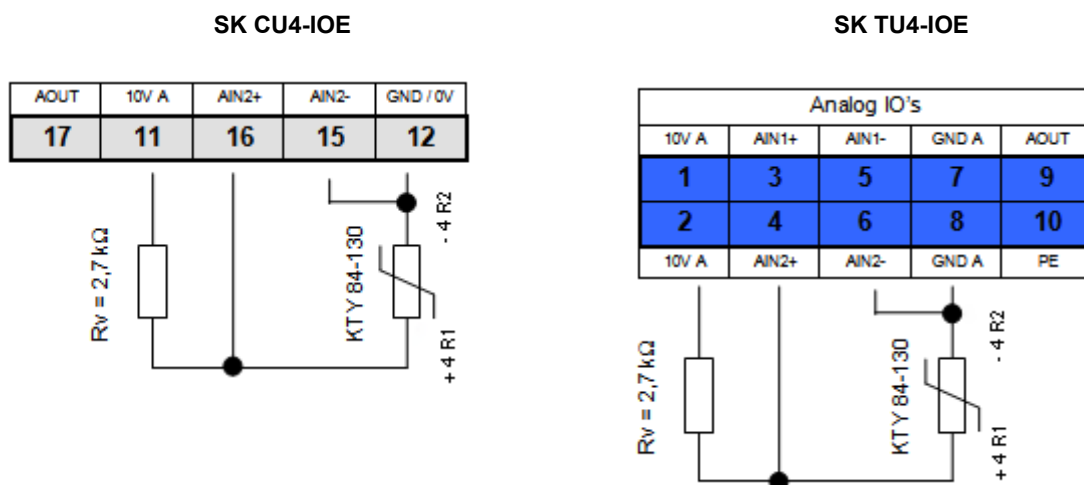 SK CU4-IOE
AOUT 10V A AIN2+ AIN2- GND / 0V
17 11 16 15 12
Rv = 2,7 kΩ
KTY 84-130
- 4 R2
+ 4 R1
SK TU4-IOE
Analog IO's
10V A AIN1+ AIN1- GND A AOUT
1 3 5 7 9
2 4 6 8 10
10V A AIN2+ AIN2- GND A PE
Rv = 2,7 kΩ
KTY 84-130
- 4 R2
+ 4 R1